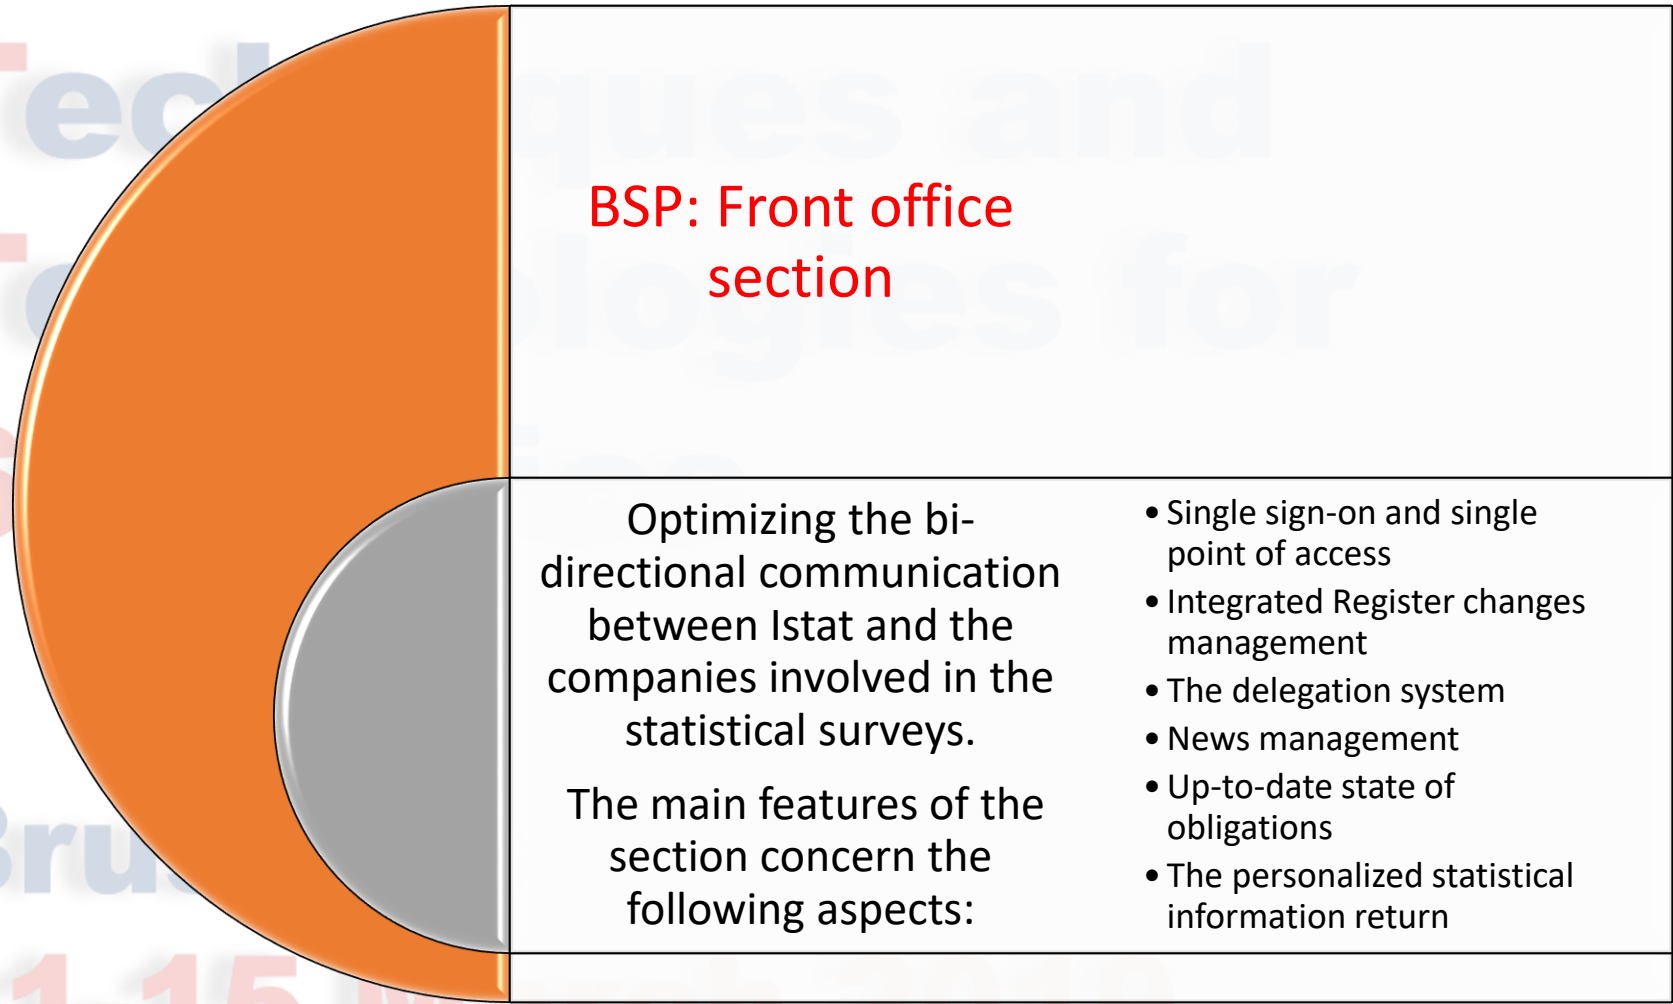 BSP: Front office
section
Optimizing the bi-
directional communication
between Istat and the
companies involved in the
statistical surveys.
The main features of the
section concern the
following aspects:
• Single sign-on and single
point of access
• Integrated Register changes
management
• The delegation system
• News management
• Up-to-date state of
obligations
• The personalized statistical
information return